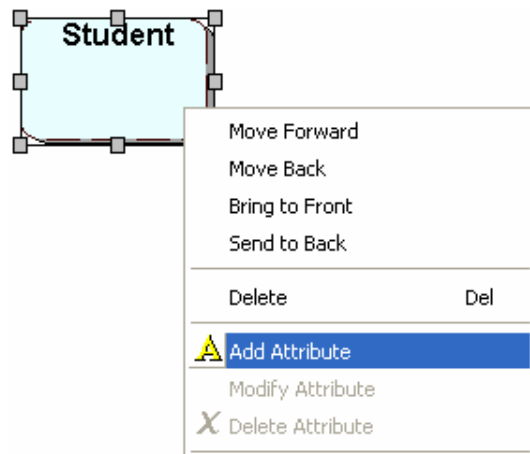 Student
Move Forward
Move Back
Bring to Front
Send to Back
Delete Del
A Add Attribute
Modify Attribute
X Delete Attribute